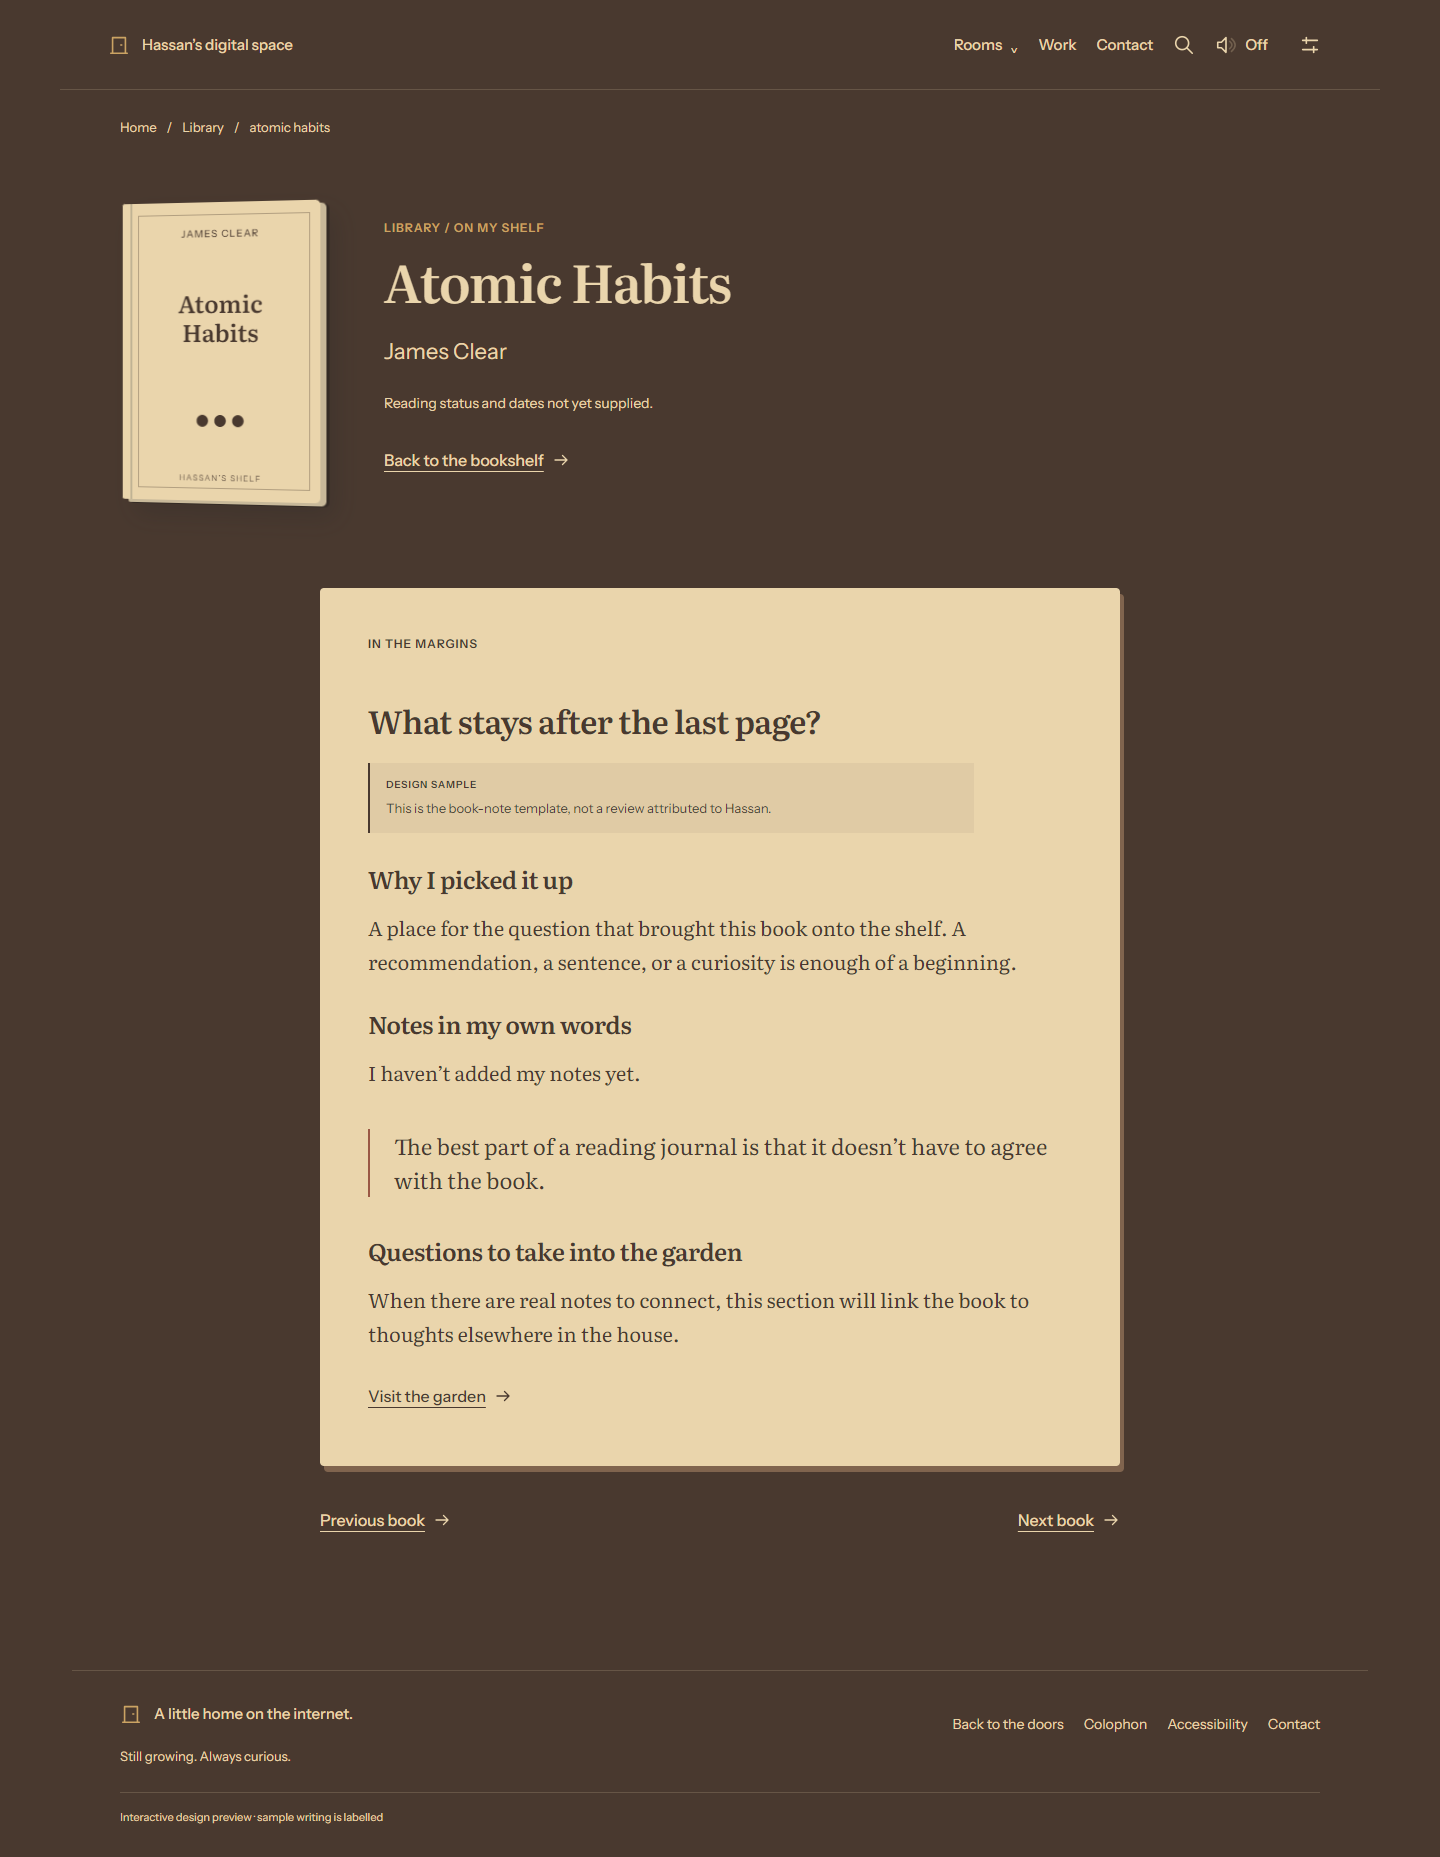 Hassan's digital space
Rooms Work Contact Off
Home / Library / atomic habits
JAMES CLEAR
Atomic
Habits
HASSAN'S SHELF
LIBRARY / ON MY SHELF
Atomic Habits
James Clear
Reading status and dates not yet supplied.
Back to the bookshelf →
IN THE MARGINS
What stays after the last page?
DESIGN SAMPLE
This is the book-note template, not a review attributed to Hassan.
Why I picked it up
A place for the question that brought this book onto the shelf. A
recommendation, a sentence, or a curiosity is enough of a beginning.
Notes in my own words
I haven’t added my notes yet.
The best part of a reading journal is that it doesn’t have to agree
with the book.
Questions to take into the garden
When there are real notes to connect, this section will link the book to
thoughts elsewhere in the house.
Visit the garden →
Previous book → Next book →
A little home on the internet.
Still growing. Always curious.
Back to the doors Colophon Accessibility Contact
Interactive design preview · sample writing is labelled